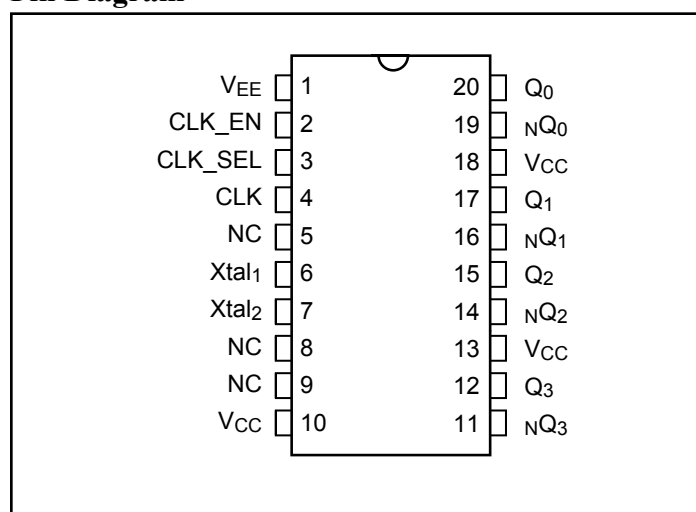 VEE 1 20 Q0
CLK_EN 2 19 NQ0
CLK_SEL 3 18 VCC
CLK 4 17 Q1
NC 5 16 NQ1
Xtal1 6 15 Q2
Xtal2 7 14 NQ2
NC 8 13 VCC
NC 9 12 Q3
VCC 10 11 NQ3